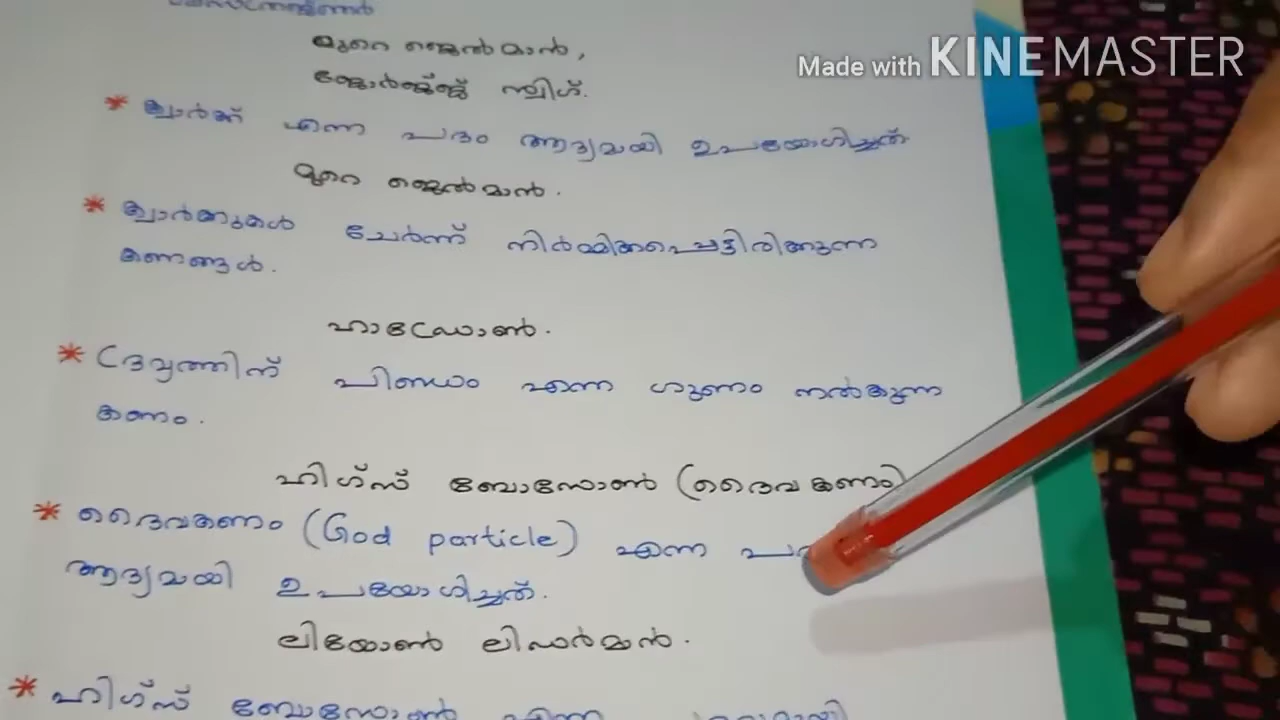 Made with KINEMASTER
മുറെ ജെൽമാൻ,
ജോർജ്ജ് സ്വിഗ്.
* ക്വാർക്ക് എന്ന പദം ആദ്യമായി ഉപയോഗിച്ചത്
മുറെ ജെൽമാൻ.
* ക്വാർക്കുകൾ ചേർന്ന് നിർമ്മിക്കപ്പെട്ടിരിക്കുന്ന
കണങ്ങൾ.
ഹാഡ്രോൺ.
* ദ്രവ്യത്തിന് പിണ്ഡം എന്ന ഗുണം നൽകുന്ന
കണം.
ഹിഗ്സ് ബോസോൺ (ദൈവകണം)
* ദൈവകണം (God particle) എന്ന
ആദ്യമായി ഉപയോഗിച്ചത്.
ലിയോൺ ലിഡർമാൻ.
* ഹിഗ്സ് ബോസോൺ എന്ന